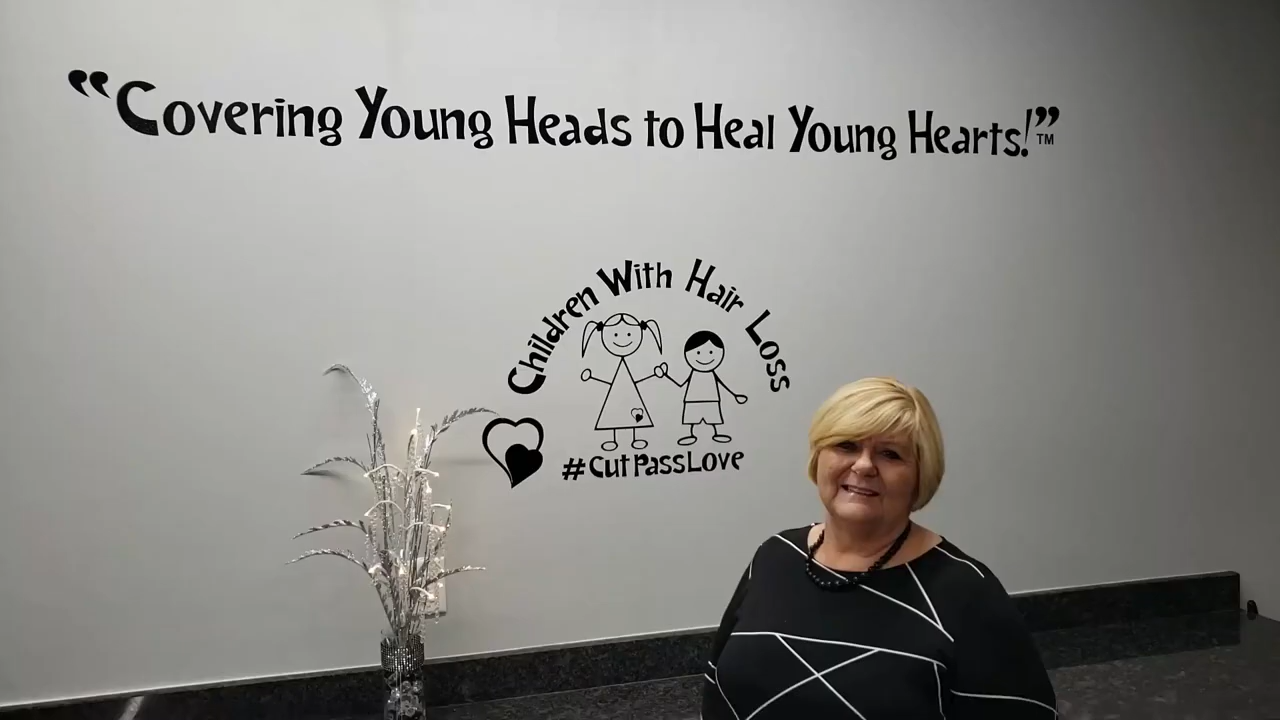 “Covering Young Heads to Heal Young Hearts!”™
Children With Hair Loss
#CutPassLove